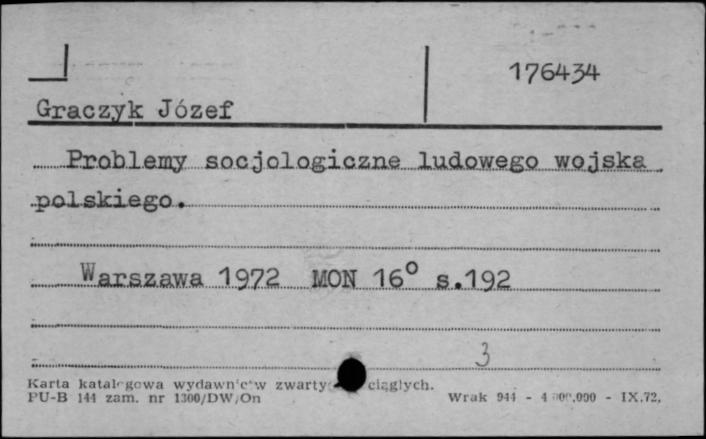 176434
Graczyk Józef
Problemy socjologiczne ludowego wojska
polskiego.
Warszawa 1972 MON 16° s.192
3
Karta katalogowa wydawnictw zwarty ciągłych.
PU-B 144 zam. nr 1300/DW/On Wrak 944 - 4 000.000 - IX.72.